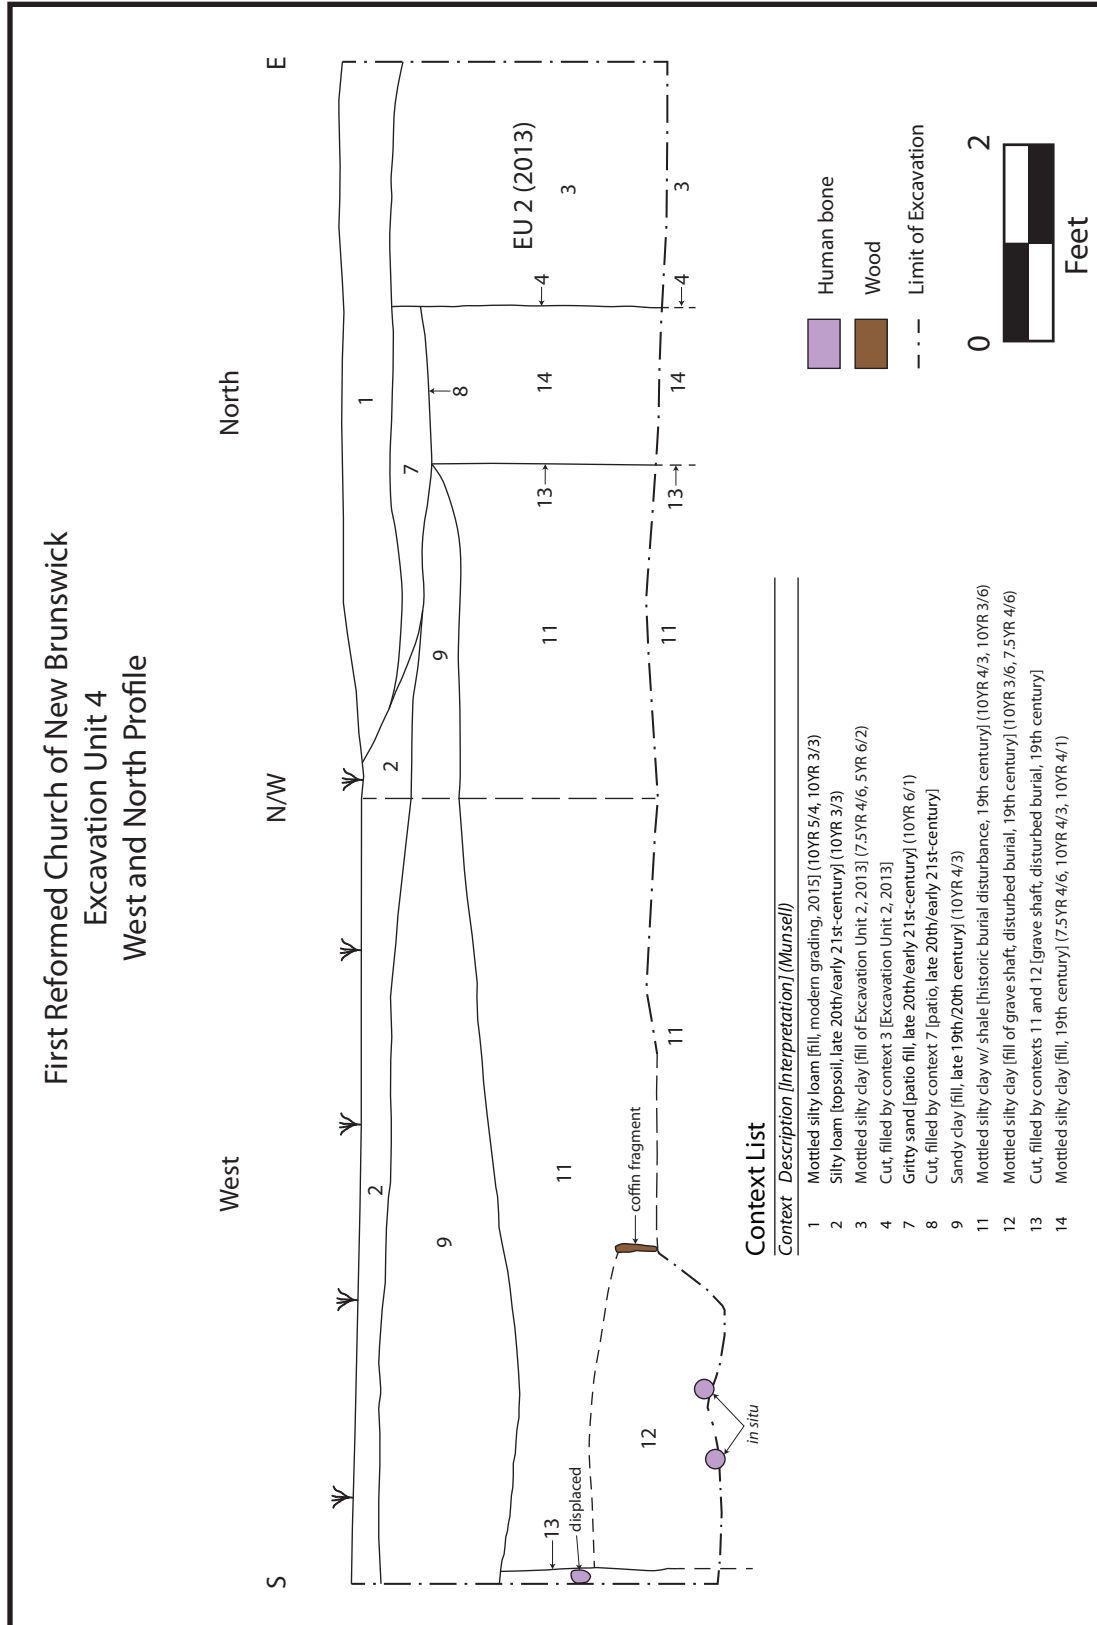 First Reformed Church of New Brunswick
Excavation Unit 4
West and North Profile
West
North
S
N/W
E
2
2
1
9
9
7
8
11
11
14
EU 2 (2013)
3
4
13
13
displaced
12
in situ
coffin fragment
11
11
13
14
4
3
Human bone
Wood
Limit of Excavation
0
2
Feet
Context List
Context Description [Interpretation] (Munsell)
1 Mottled silty loam [fill, modern grading, 2015] (10YR 5/4, 10YR 3/3)
2 Silty loam [topsoil, late 20th/early 21st-century] (10YR 3/3)
3 Mottled silty clay [fill of Excavation Unit 2, 2013] (7.5YR 4/6, 5YR 6/2)
4 Cut, filled by context 3 [Excavation Unit 2, 2013]
7 Gritty sand [patio fill, late 20th/early 21st-century] (10YR 6/1)
8 Cut, filled by context 7 [patio, late 20th/early 21st-century]
9 Sandy clay [fill, late 19th/20th century] (10YR 4/3)
11 Mottled silty clay w/ shale [historic burial disturbance, 19th century] (10YR 4/3, 10YR 3/6)
12 Mottled silty clay [fill of grave shaft, disturbed burial, 19th century] (10YR 3/6, 7.5YR 4/6)
13 Cut, filled by contexts 11 and 12 [grave shaft, disturbed burial, 19th century]
14 Mottled silty clay [fill, 19th century] (7.5YR 4/6, 10YR 4/3, 10YR 4/1)